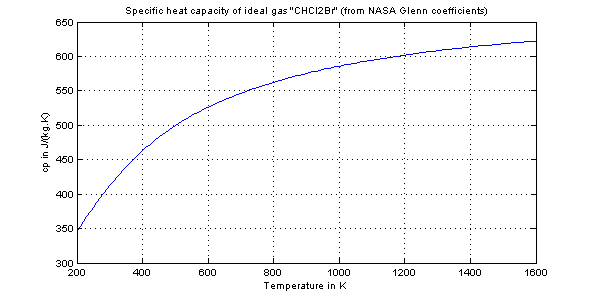 Specific heat capacity of ideal gas "CHCl2Br" (from NASA Glenn coefficients)
650
600
550
500
450
400
350
300
cp in J/(kg.K)
200 400 600 800 1000 1200 1400 1600
Temperature in K